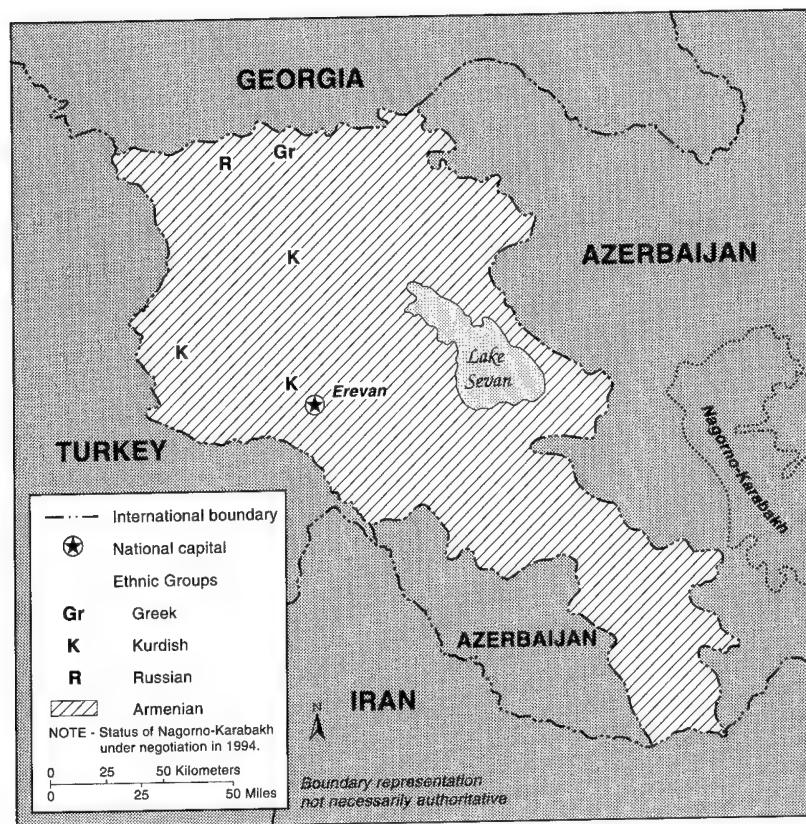 GEORGIA
R
Gr
K
AZERBAIJAN
Lake
Sevan
K
K
Erevan
TURKEY
Nagorno-Karabakh
International boundary
National capital
Ethnic Groups
Gr Greek
K Kurdish
R Russian
Armenian
NOTE - Status of Nagorno-Karabakh
under negotiation in 1994.
0 25 50 Kilometers
0 25 50 Miles
AZERBAIJAN
IRAN
N
Boundary representation
not necessarily authoritative